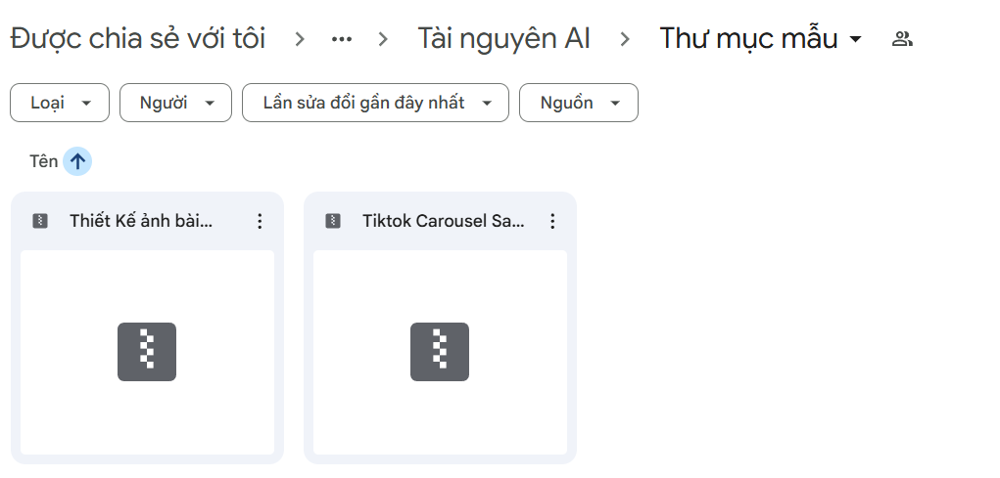 Được chia sẻ với tôi > ... > Tài nguyên AI > Thư mục mẫu
Loại Người Lần sửa đổi gần đây nhất Nguồn
Tên
Thiết Kế ảnh bài... Tiktok Carousel Sa...